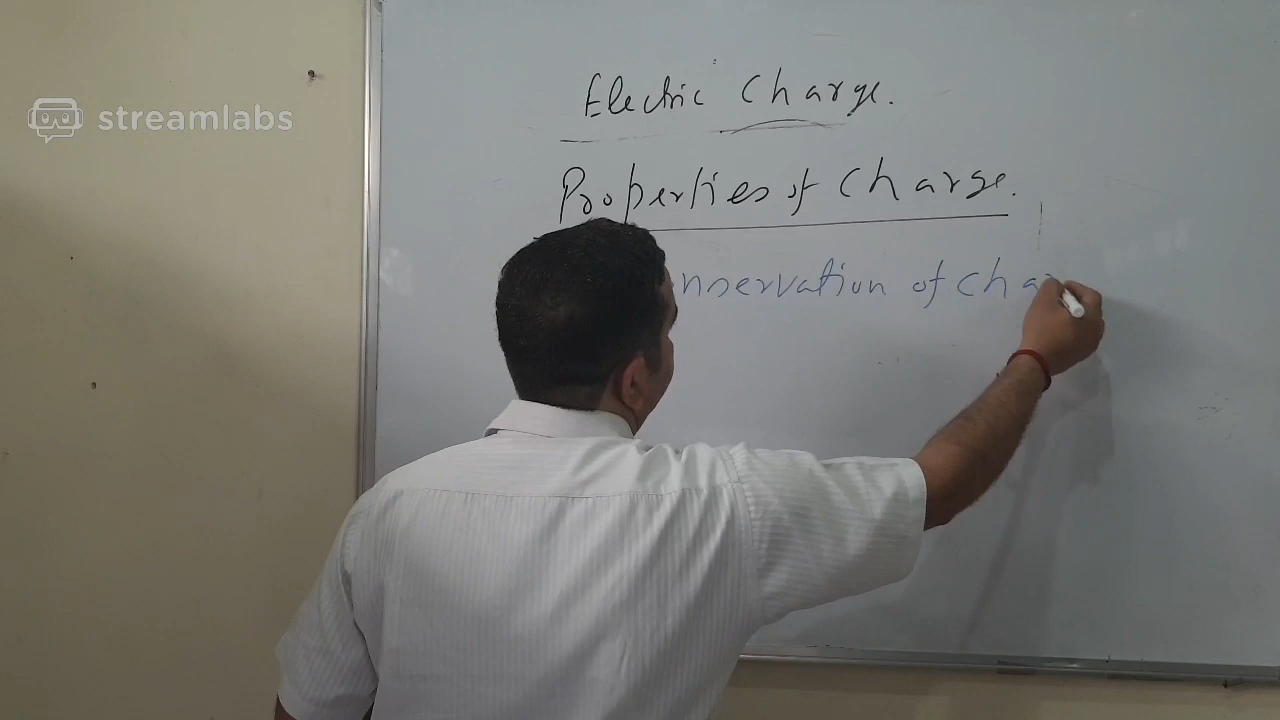 streamlabs
Electric Charge.
Properties of Charge.
nservation of cha